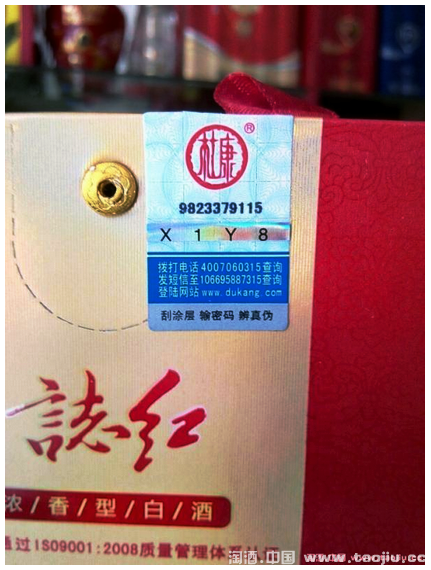 杜康®
9823379115
X 1 Y 8
拨打电话4007060315查询
发短信至106695887315查询
登陆网站www.dukang.com
刮涂层 输密码 辨真伪
誌红
浓/香/型/白/酒
通过ISO9001:2008质量管理体系认证
淘酒.中国 www.taojiu.cc